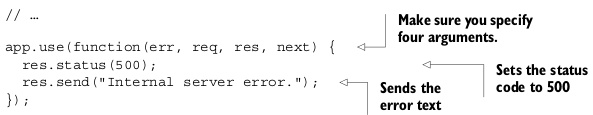 // …
app.use(function(err, req, res, next) {
  res.status(500);
  res.send("Internal server error.");
});
Make sure you specify
four arguments.
Sets the status
code to 500
Sends the
error text